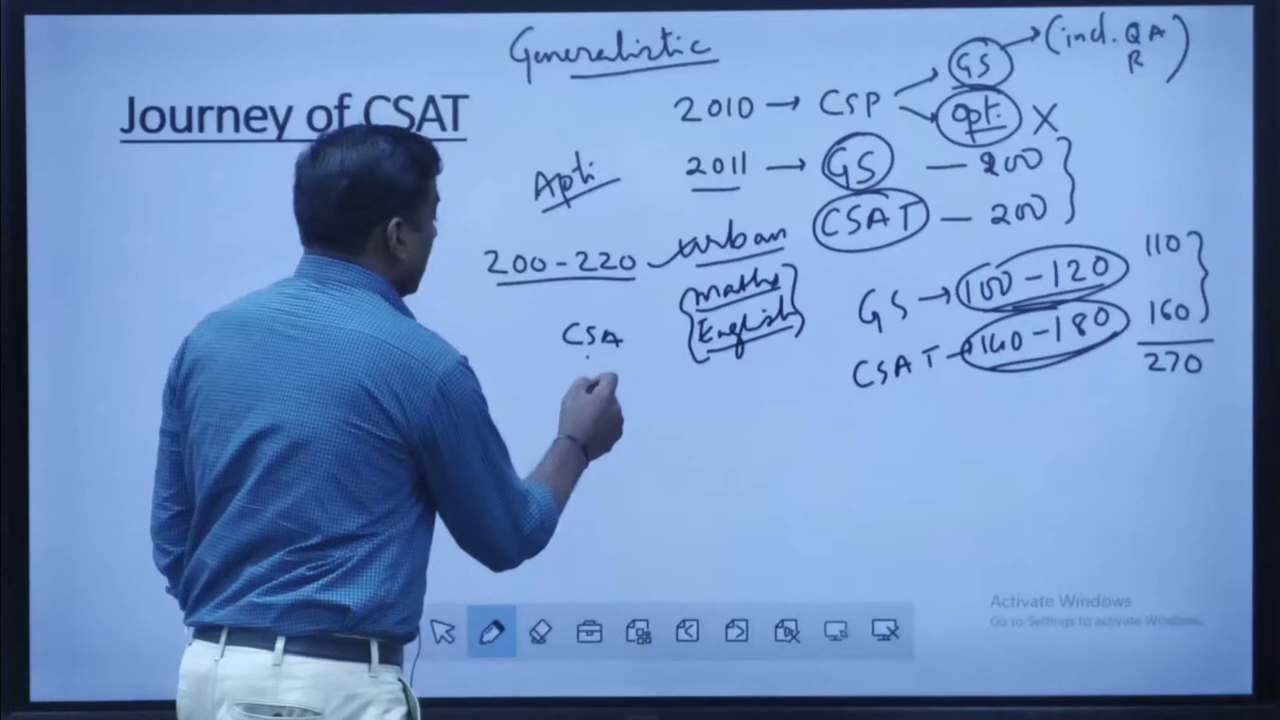 Generalistic
Journey of CSAT
2010 → CSP
GS → (incl. QA
R)
opt. X
Apti
2011 → GS — 200
CSAT — 200
200-220 urban
maths
English
GS → 100-120 110
CSAT → 140-180 160
270
CSA
Activate Windows
Go to Settings to activate Windows.